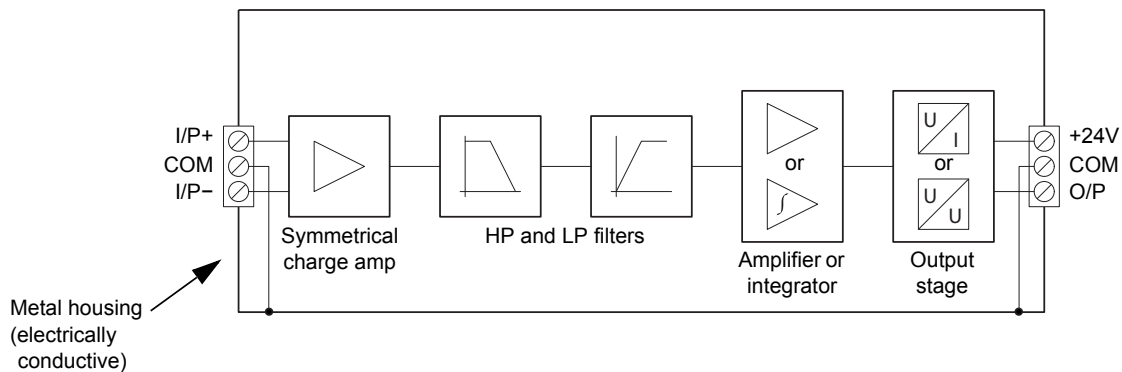 I/P+
COM
I/P−
Symmetrical
charge amp
HP and LP filters
or
∫
Amplifier or
integrator
U
I
or
U
U
Output
stage
+24V
COM
O/P
Metal housing
(electrically
conductive)